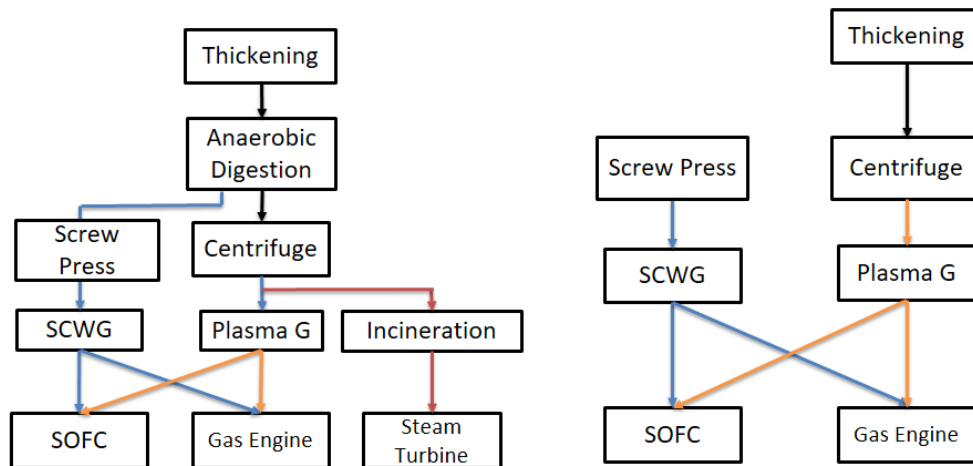 Thickening
Anaerobic
Digestion
Screw
Press
Centrifuge
SCWG
Plasma G
Incineration
SOFC
Gas Engine
Steam
Turbine
Thickening
Screw Press
Centrifuge
SCWG
Plasma G
SOFC
Gas Engine